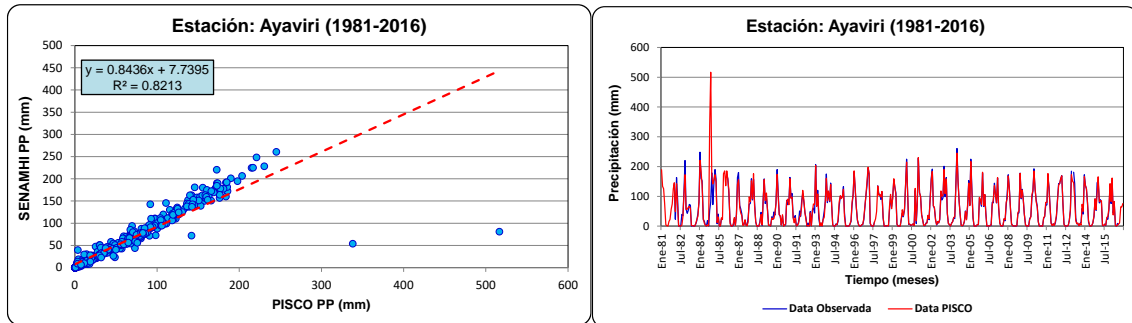 Estación: Ayaviri (1981-2016)
y = 0.8436x + 7.7395
R² = 0.8213
SENAMHI PP (mm)
500
450
400
350
300
250
200
150
100
50
0
0 100 200 300 400 500 600
PISCO PP (mm)
Estación: Ayaviri (1981-2016)
Precipitación (mm)
600
500
400
300
200
100
0
Ene-81 Jul-82 Ene-84 Jul-85 Ene-87 Jul-88 Ene-90 Jul-91 Ene-93 Jul-94 Ene-96 Jul-97 Ene-99 Jul-00 Ene-02 Jul-03 Ene-05 Jul-06 Ene-08 Jul-09 Ene-11 Jul-12 Ene-14 Jul-15
Tiempo (meses)
Data Observada Data PISCO